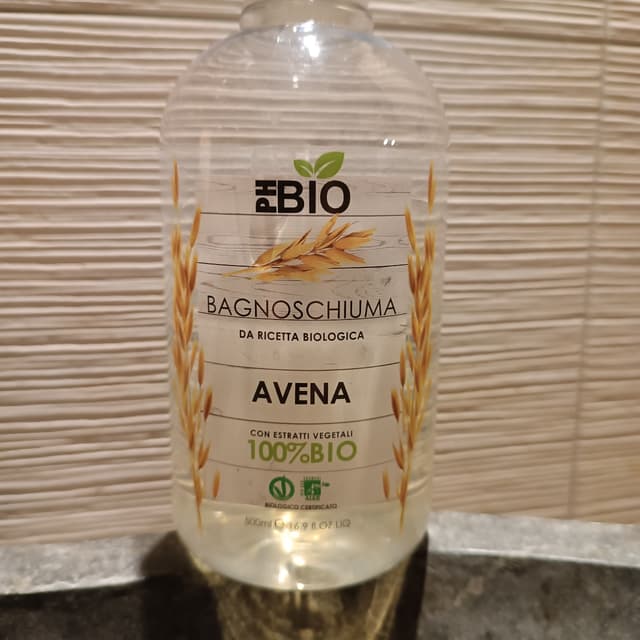 PH BIO
BAGNOSCHIUMA
DA RICETTA BIOLOGICA
AVENA
CON ESTRATTI VEGETALI
100%BIO
BIOLOGICO CERTIFICATO
500ml ℮ 16.9 fl.OZ LIQ